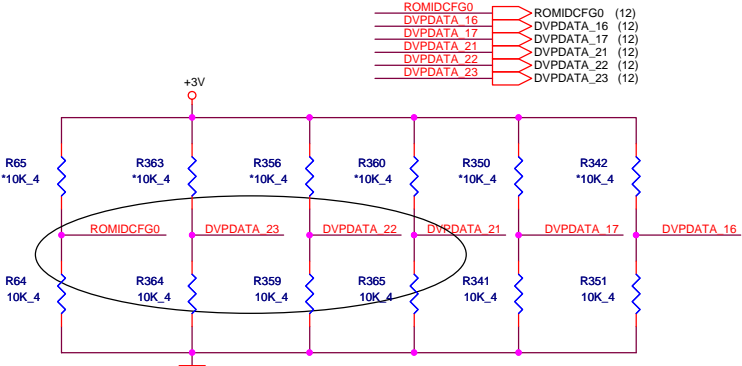 ROMIDCFG0 ROMIDCFG0 (12)
DVPDATA_16 DVPDATA_16 (12)
DVPDATA_17 DVPDATA_17 (12)
DVPDATA_21 DVPDATA_21 (12)
DVPDATA_22 DVPDATA_22 (12)
DVPDATA_23 DVPDATA_23 (12)
+3V
R65 R363 R356 R360 R350 R342
*10K_4 *10K_4 *10K_4 *10K_4 *10K_4 *10K_4
ROMIDCFG0 DVPDATA_23 DVPDATA_22 DVPDATA_21 DVPDATA_17 DVPDATA_16
R64 R364 R359 R365 R341 R351
10K_4 10K_4 10K_4 10K_4 10K_4 10K_4